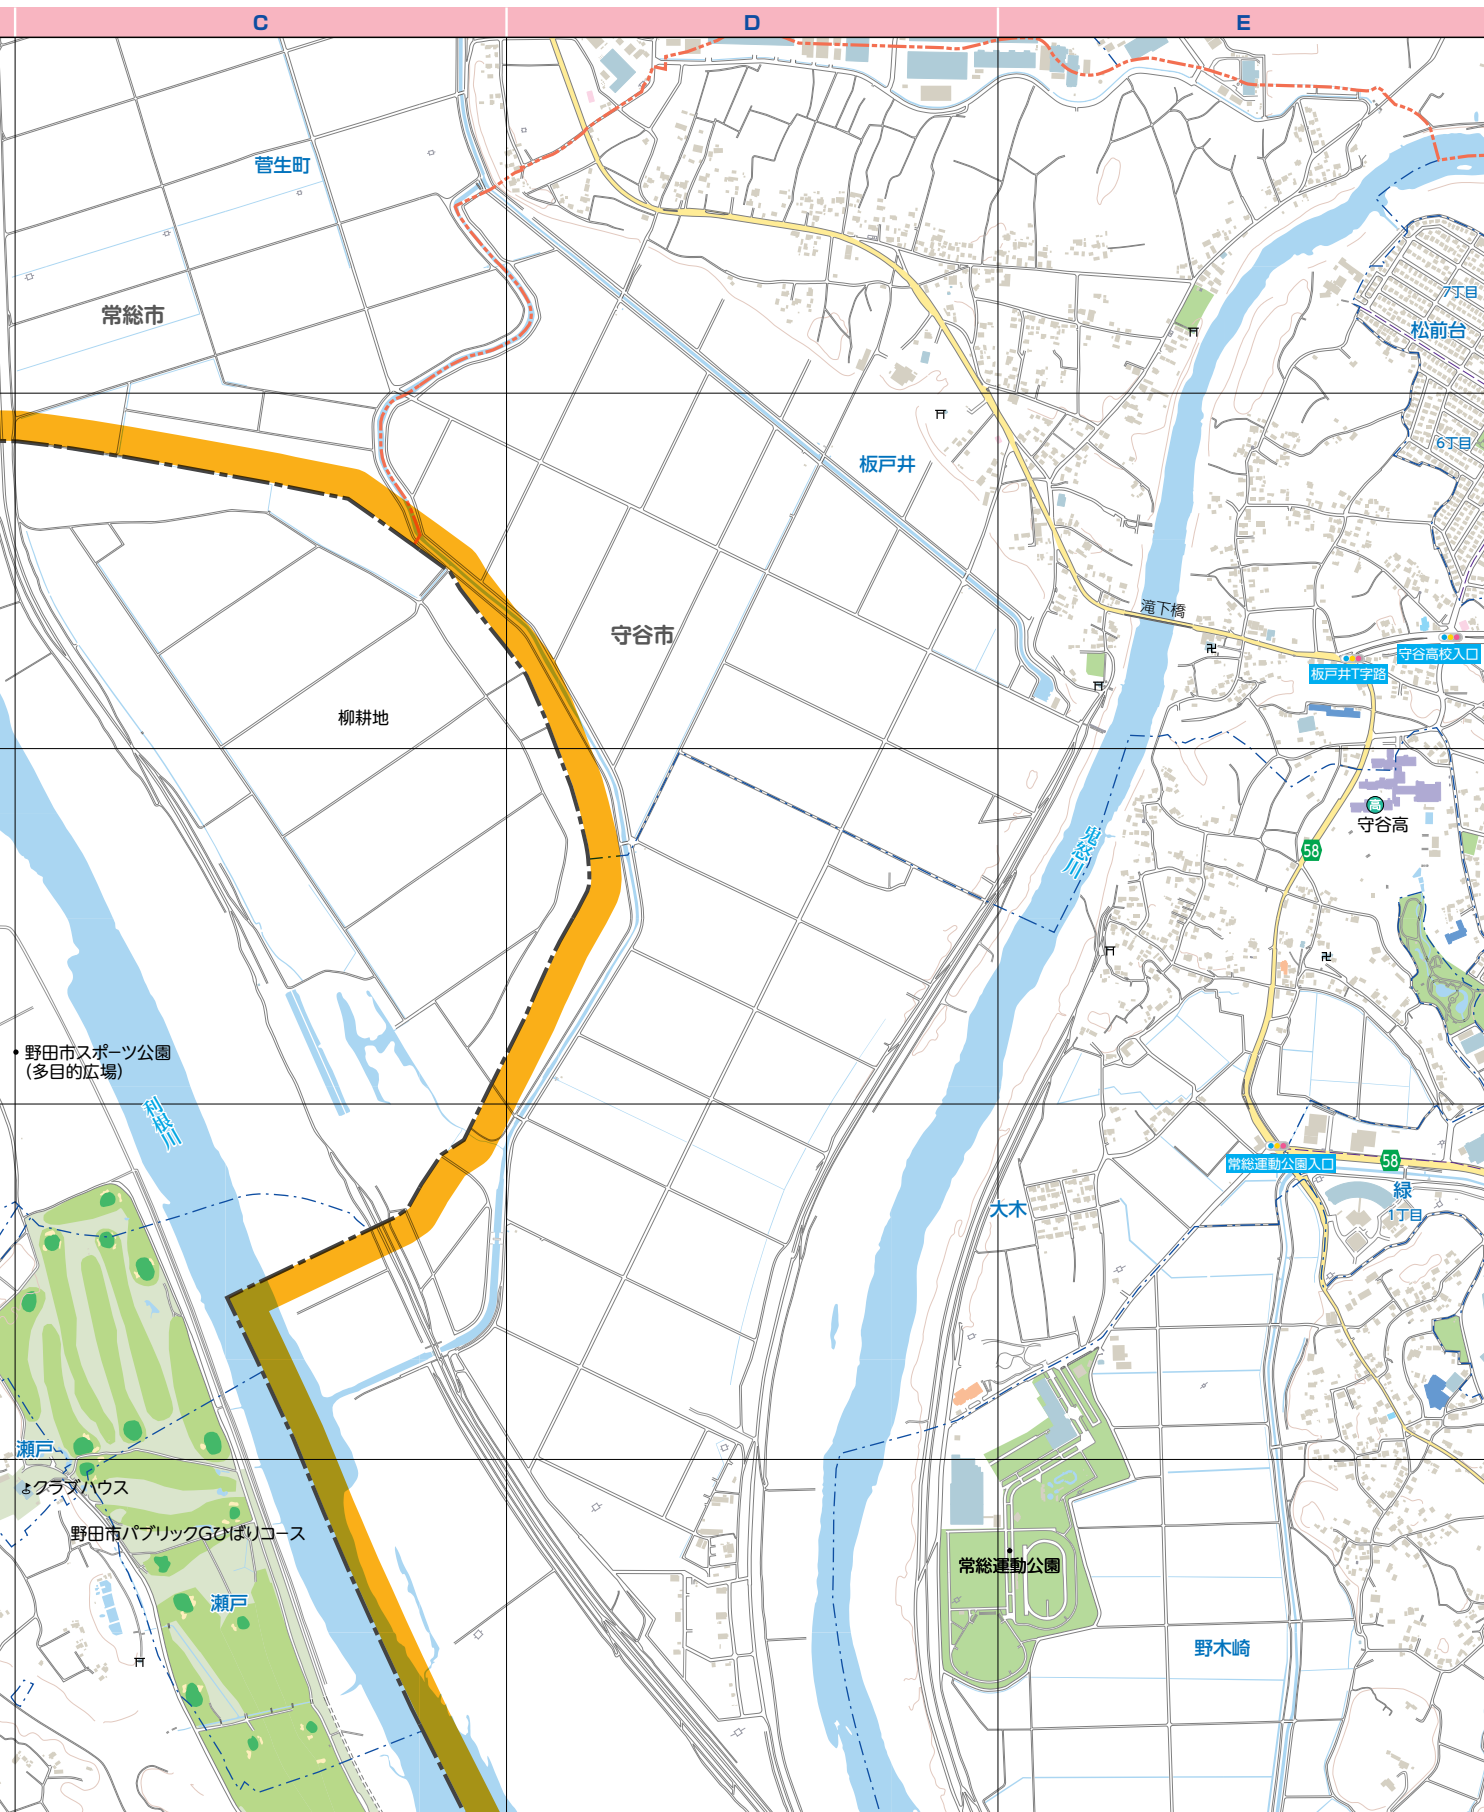 C
D
E
菅生町
常総市
7丁目
松前台
6丁目
板戸井
滝下橋
守谷市
守谷高校入口
板戸井T字路
柳耕地
高
守谷高
鬼怒川
58
野田市スポーツ公園
(多目的広場)
利根川
常総運動公園入口
58
緑
1丁目
大木
瀬戸
クラブハウス
野田市パブリックGひばりコース
常総運動公園
瀬戸
野木崎